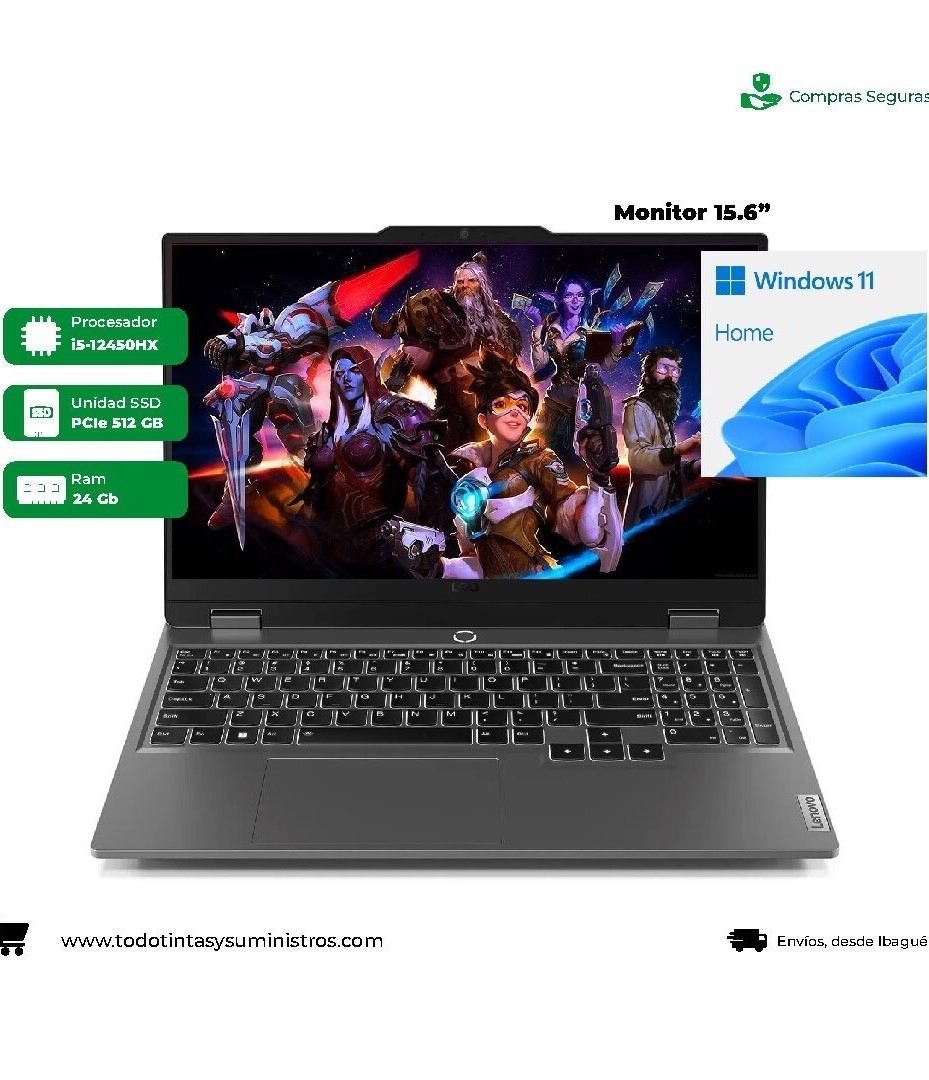 Compras Seguras
Monitor 15.6”
Windows 11
Home
Procesador
i5-12450HX
Unidad SSD
PCIe 512 GB
SSD
Ram
24 Gb
LOQ
Lenovo
www.todotintasysuministros.com
Envíos, desde Ibagué